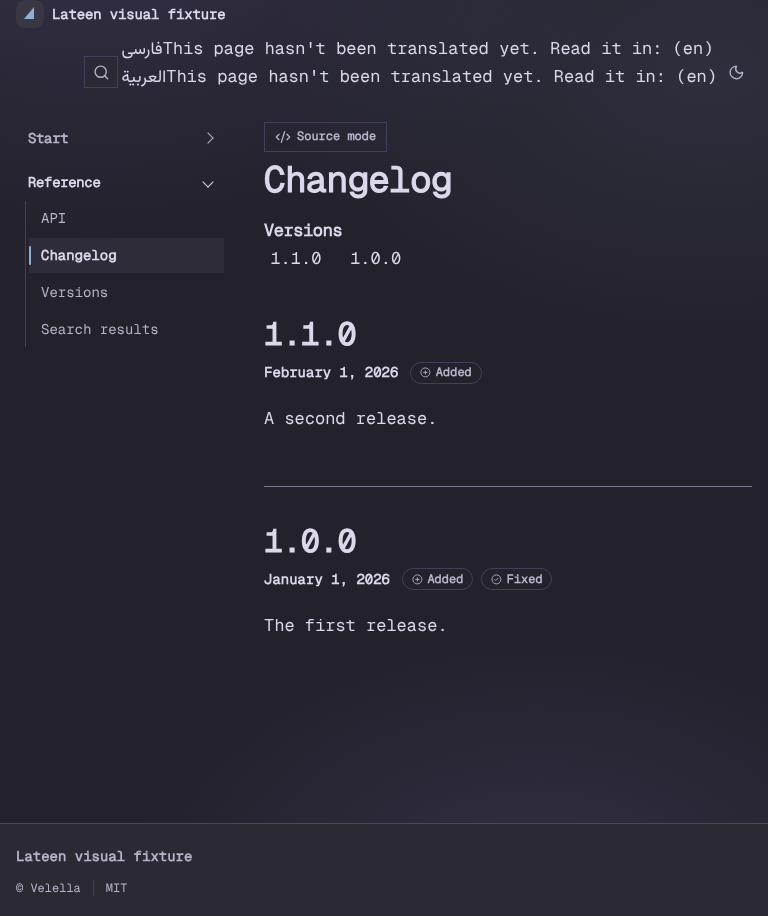 Lateen visual fixture
فارسیThis page hasn't been translated yet. Read it in: (en)
العربيةThis page hasn't been translated yet. Read it in: (en)
Start
Reference
API
Changelog
Versions
Search results
Source mode
Changelog
Versions
1.1.0 1.0.0
1.1.0
February 1, 2026 Added
A second release.
1.0.0
January 1, 2026 Added Fixed
The first release.
Lateen visual fixture
© Velella MIT